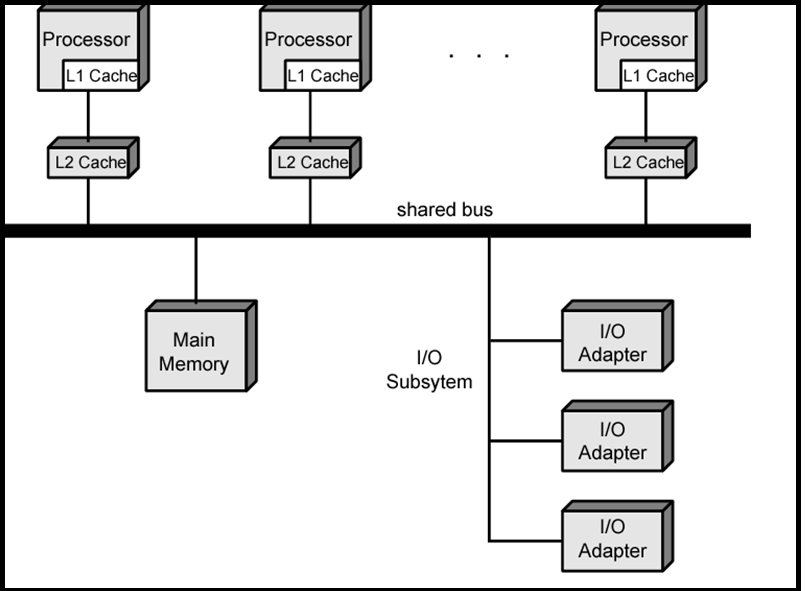 Processor
L1 Cache
Processor
L1 Cache
. . .
Processor
L1 Cache
L2 Cache
L2 Cache
L2 Cache
shared bus
Main
Memory
I/O
Subsytem
I/O
Adapter
I/O
Adapter
I/O
Adapter